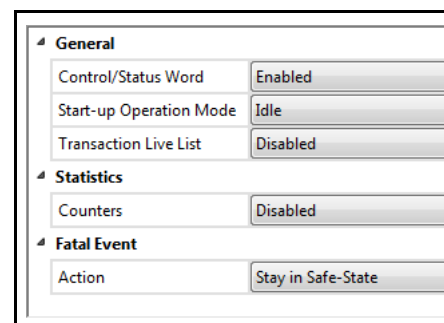 General
Control/Status Word Enabled
Start-up Operation Mode Idle
Transaction Live List Disabled
Statistics
Counters Disabled
Fatal Event
Action Stay in Safe-State